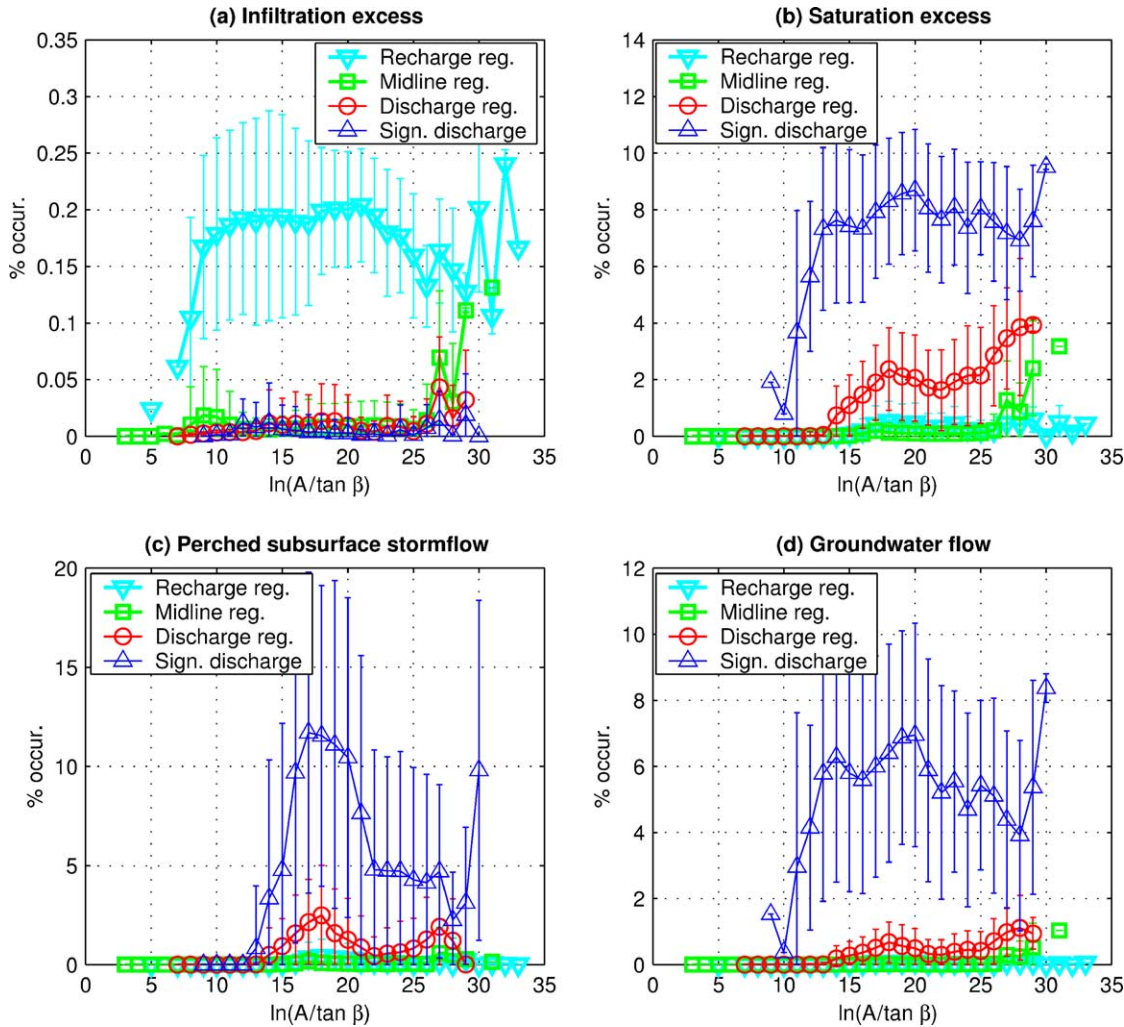 (a) Infiltration excess
0.35
0.3
0.25
0.2
0.15
0.1
0.05
0
% occur.
Recharge reg.
Midline reg.
Discharge reg.
Sign. discharge
0 5 10 15 20 25 30 35
ln(A/tan β)
(b) Saturation excess
14
12
10
8
6
4
2
0
% occur.
Recharge reg.
Midline reg.
Discharge reg.
Sign. discharge
0 5 10 15 20 25 30 35
ln(A/tan β)
(c) Perched subsurface stormflow
20
15
10
5
0
% occur.
Recharge reg.
Midline reg.
Discharge reg.
Sign. discharge
0 5 10 15 20 25 30 35
ln(A/tan β)
(d) Groundwater flow
12
10
8
6
4
2
0
% occur.
Recharge reg.
Midline reg.
Discharge reg.
Sign. discharge
0 5 10 15 20 25 30 35
ln(A/tan β)